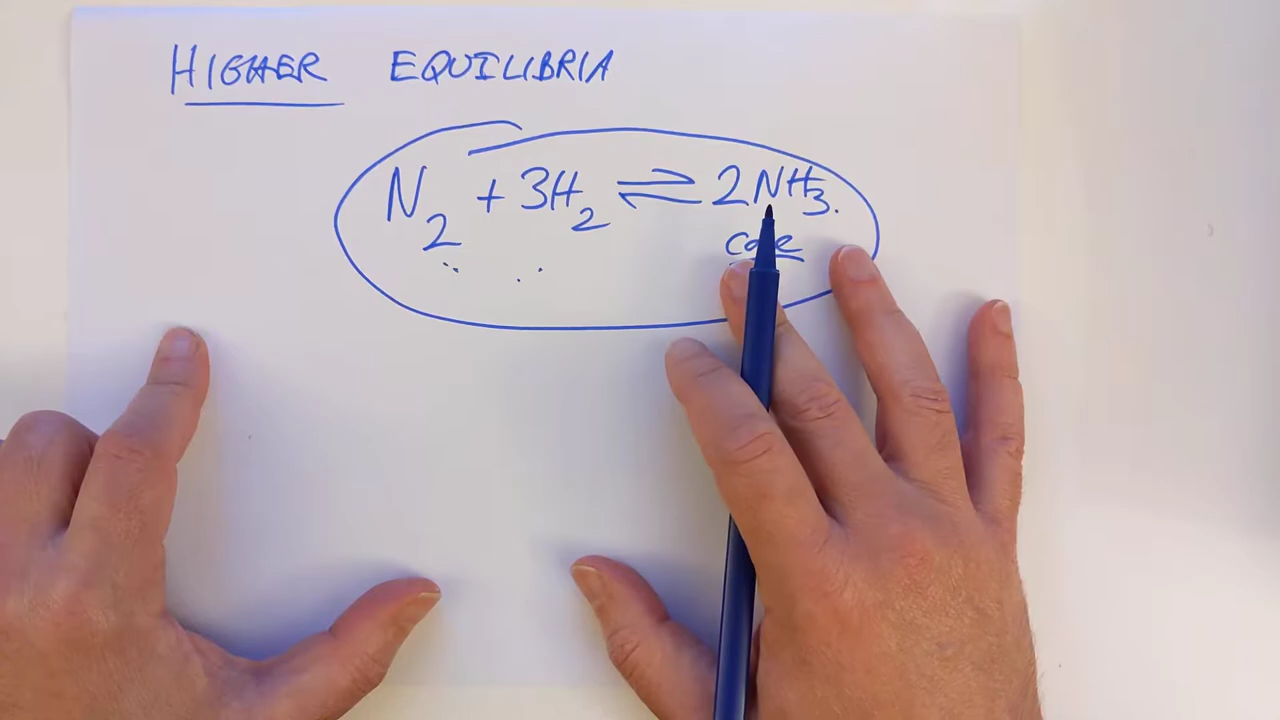 HIGHER EQUILIBRIA
N₂ + 3H₂ ⇌ 2NH₃.